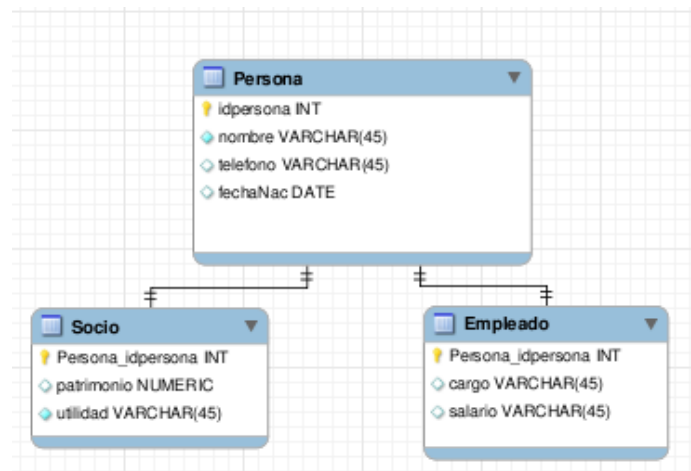 Persona
idpersona INT
nombre VARCHAR(45)
telefono VARCHAR(45)
fechaNac DATE
Socio
Persona_idpersona INT
patrimonio NUMERIC
utilidad VARCHAR(45)
Empleado
Persona_idpersona INT
cargo VARCHAR(45)
salario VARCHAR(45)